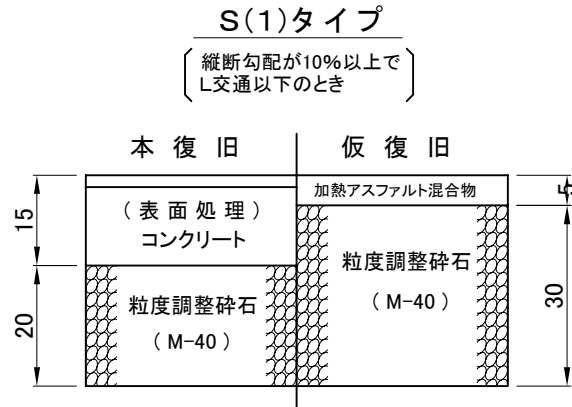 S(1)タイプ
縦断勾配が10%以上で
L交通以下のとき
本復旧
仮復旧
加熱アスファルト混合物
5
15
(表面処理)
コンクリート
粒度調整砕石
(M-40)
30
20
粒度調整砕石
(M-40)